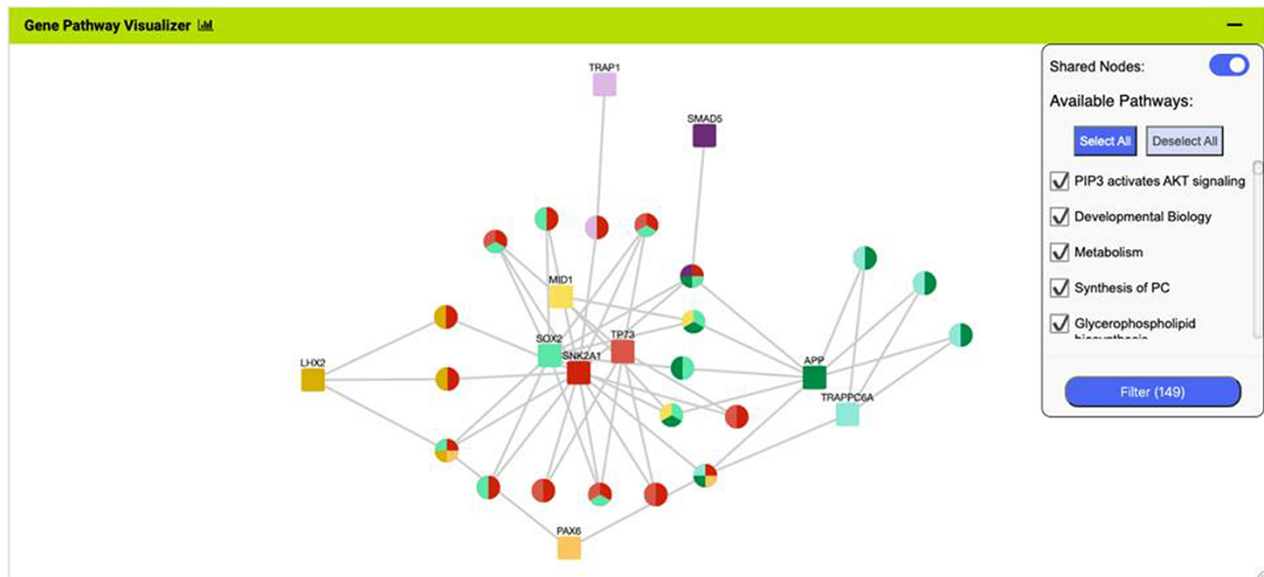 Gene Pathway Visualizer
TRAP1
SMAD5
MID1
SOX2
TP73
SNK2A1
LHX2
APP
TRAPPC6A
PAX6
Shared Nodes:
Available Pathways:
Select All
Deselect All
PIP3 activates AKT signaling
Developmental Biology
Metabolism
Synthesis of PC
Glycerophospholipid
biosynthesis
Filter (149)